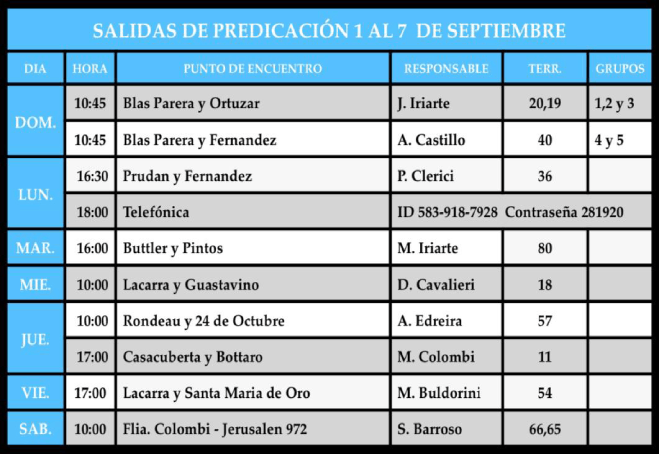 SALIDAS DE PREDICACIÓN 1 AL 7 DE SEPTIEMBRE
DIA HORA PUNTO DE ENCUENTRO RESPONSABLE TERR. GRUPOS
DOM. 10:45 Blas Parera y Ortuzar J. Iriarte 20,19 1,2 y 3
10:45 Blas Parera y Fernandez A. Castillo 40 4 y 5
LUN. 16:30 Prudan y Fernandez P. Clerici 36
18:00 Telefónica ID 583-918-7928 Contraseña 281920
MAR. 16:00 Buttler y Pintos M. Iriarte 80
MIE. 10:00 Lacarra y Guastavino D. Cavalieri 18
JUE. 10:00 Rondeau y 24 de Octubre A. Edreira 57
17:00 Casacuberta y Bottaro M. Colombi 11
VIE. 17:00 Lacarra y Santa Maria de Oro M. Buldorini 54
SAB. 10:00 Flia. Colombi - Jerusalen 972 S. Barroso 66,65